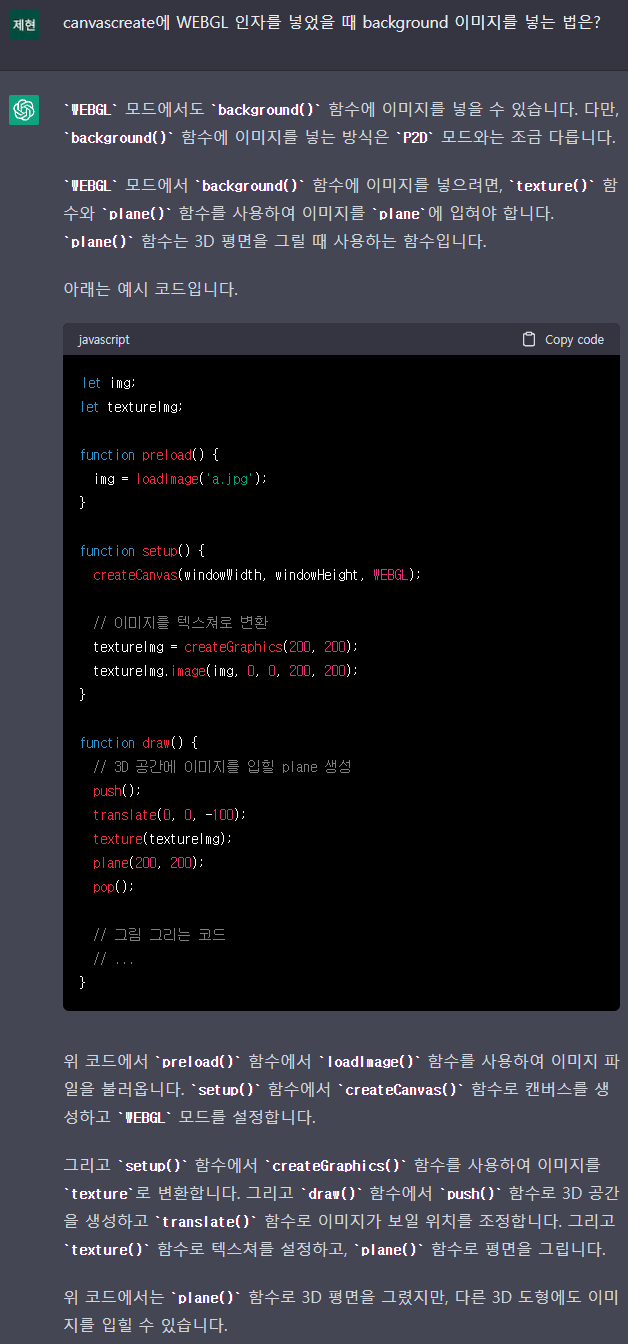 제현
canvascreate에 WEBGL 인자를 넣었을 때 background 이미지를 넣는 법은?
`WEBGL` 모드에서도 `background()` 함수에 이미지를 넣을 수 있습니다. 다만,
`background()` 함수에 이미지를 넣는 방식은 `P2D` 모드와는 조금 다릅니다.
`WEBGL` 모드에서 `background()` 함수에 이미지를 넣으려면, `texture()` 함
수와 `plane()` 함수를 사용하여 이미지를 `plane`에 입혀야 합니다.
`plane()` 함수는 3D 평면을 그릴 때 사용하는 함수입니다.
아래는 예시 코드입니다.
javascript
Copy code
let img;
let textureImg;
function preload() {
img = loadImage('a.jpg');
}
function setup() {
createCanvas(windowWidth, windowHeight, WEBGL);
// 이미지를 텍스쳐로 변환
textureImg = createGraphics(200, 200);
textureImg.image(img, 0, 0, 200, 200);
}
function draw() {
// 3D 공간에 이미지를 입힐 plane 생성
push();
translate(0, 0, -100);
texture(textureImg);
plane(200, 200);
pop();
// 그림 그리는 코드
// ...
}
위 코드에서 `preload()` 함수에서 `loadImage()` 함수를 사용하여 이미지 파
일을 불러옵니다. `setup()` 함수에서 `createCanvas()` 함수로 캔버스를 생
성하고 `WEBGL` 모드를 설정합니다.
그리고 `setup()` 함수에서 `createGraphics()` 함수를 사용하여 이미지를
`texture`로 변환합니다. 그리고 `draw()` 함수에서 `push()` 함수로 3D 공간
을 생성하고 `translate()` 함수로 이미지가 보일 위치를 조정합니다. 그리고
`texture()` 함수로 텍스쳐를 설정하고, `plane()` 함수로 평면을 그립니다.
위 코드에서는 `plane()` 함수로 3D 평면을 그렸지만, 다른 3D 도형에도 이미
지를 입힐 수 있습니다.